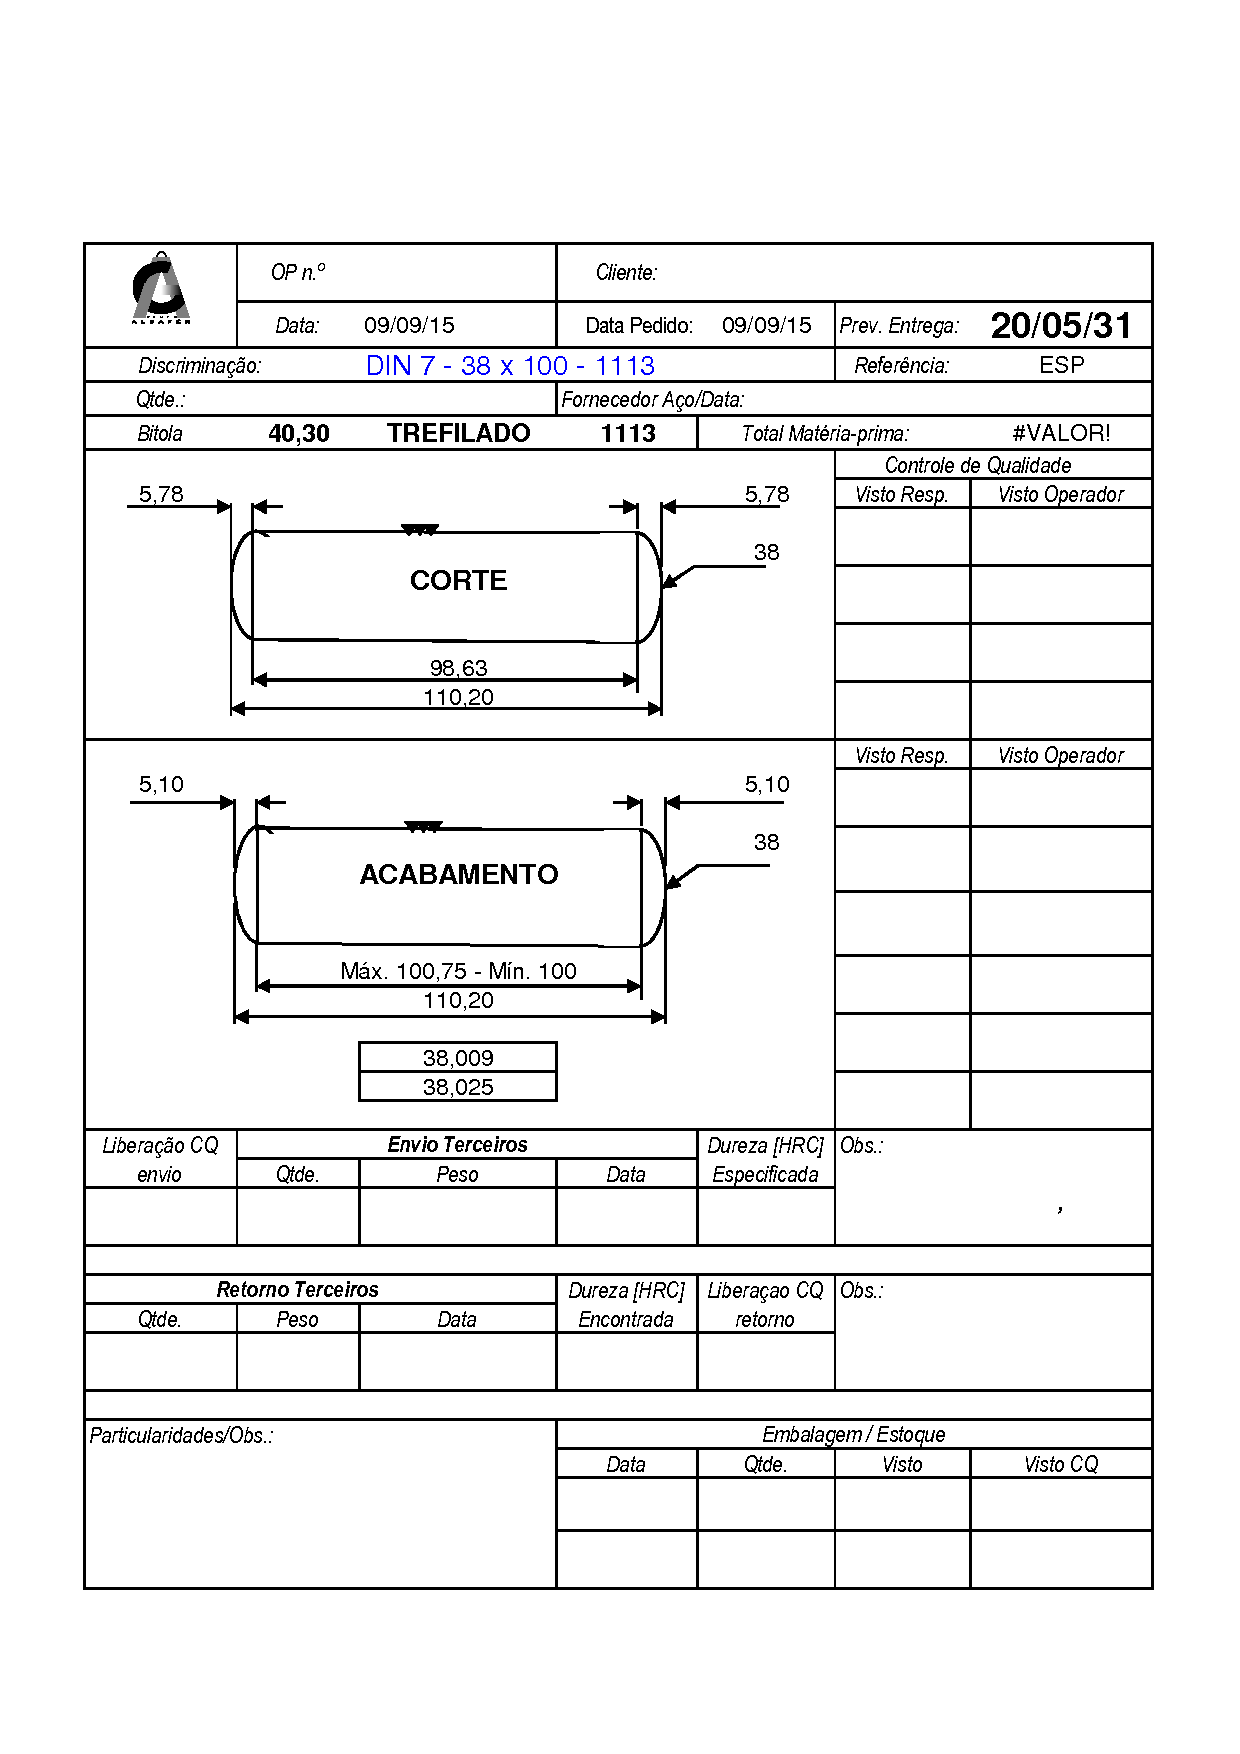 ALBAFER
OP n.º
Cliente:
Data: 09/09/15
Data Pedido: 09/09/15
Prev. Entrega: 20/05/31
Discriminação: DIN 7 - 38 x 100 - 1113
Referência: ESP
Qtde.:
Fornecedor Aço/Data:
Bitola 40,30 TREFILADO 1113
Total Matéria-prima: #VALOR!
Controle de Qualidade
Visto Resp. Visto Operador
5,78
5,78
38
CORTE
98,63
110,20
Visto Resp. Visto Operador
5,10
5,10
38
ACABAMENTO
Máx. 100,75 - Mín. 100
110,20
38,009
38,025
Liberação CQ
envio
Envio Terceiros
Qtde. Peso Data
Dureza [HRC]
Especificada
Obs.:
,
Retorno Terceiros
Qtde. Peso Data
Dureza [HRC]
Encontrada
Liberaçao CQ
retorno
Obs.:
Particularidades/Obs.:
Embalagem / Estoque
Data Qtde. Visto Visto CQ